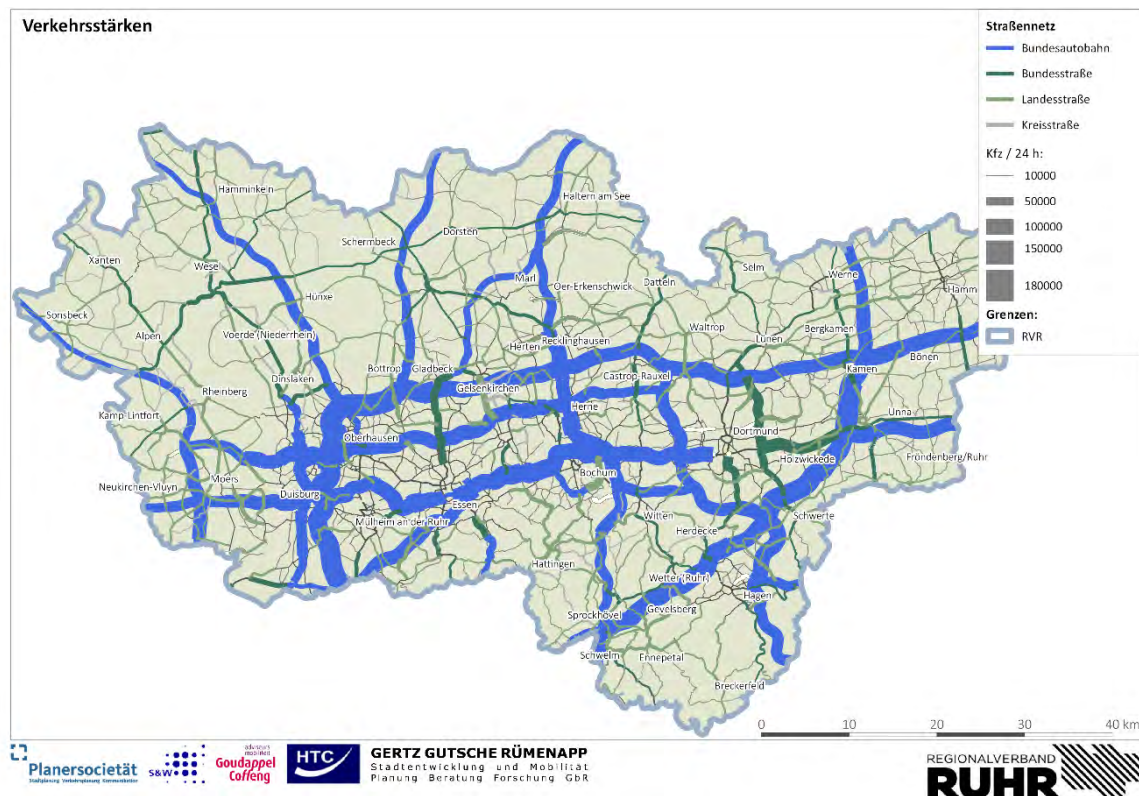 Verkehrsstärken
Straßennetz
Bundesautobahn
Bundesstraße
Landesstraße
Kreisstraße
Kfz / 24 h:
10000
50000
100000
150000
180000
Grenzen:
RVR
Hamminkeln
Haltern am See
Schermbeck
Dorsten
Xanten
Wesel
Selm
Werne
Marl
Datteln
Hamm
Oer-Erkenschwick
Hünxe
Sonsbeck
Waltrop
Bergkamen
Alpen
Voerde (Niederrhein)
Lünen
Recklinghausen
Herten
Bönen
Bottrop
Gladbeck
Kamen
Dinslaken
Castrop-Rauxel
Rheinberg
Gelsenkirchen
Herne
Kamp-Lintfort
Unna
Oberhausen
Dortmund
Holzwickede
Fröndenberg/Ruhr
Moers
Bochum
Neukirchen-Vluyn
Duisburg
Essen
Schwerte
Mülheim an der Ruhr
Witten
Herdecke
Hattingen
Wetter (Ruhr)
Hagen
Sprockhövel
Gevelsberg
Schwelm
Ennepetal
Breckerfeld
0 10 20 30 40 km
Planersocietät
Stadtplanung Verkehrsplanung Kommunikation
S&W
adviseurs
mobiliteit
Goudappel
Coffeng
HTC
GERTZ GUTSCHE RÜMENAPP
Stadtentwicklung und Mobilität
Planung Beratung Forschung GbR
REGIONALVERBAND
RUHR